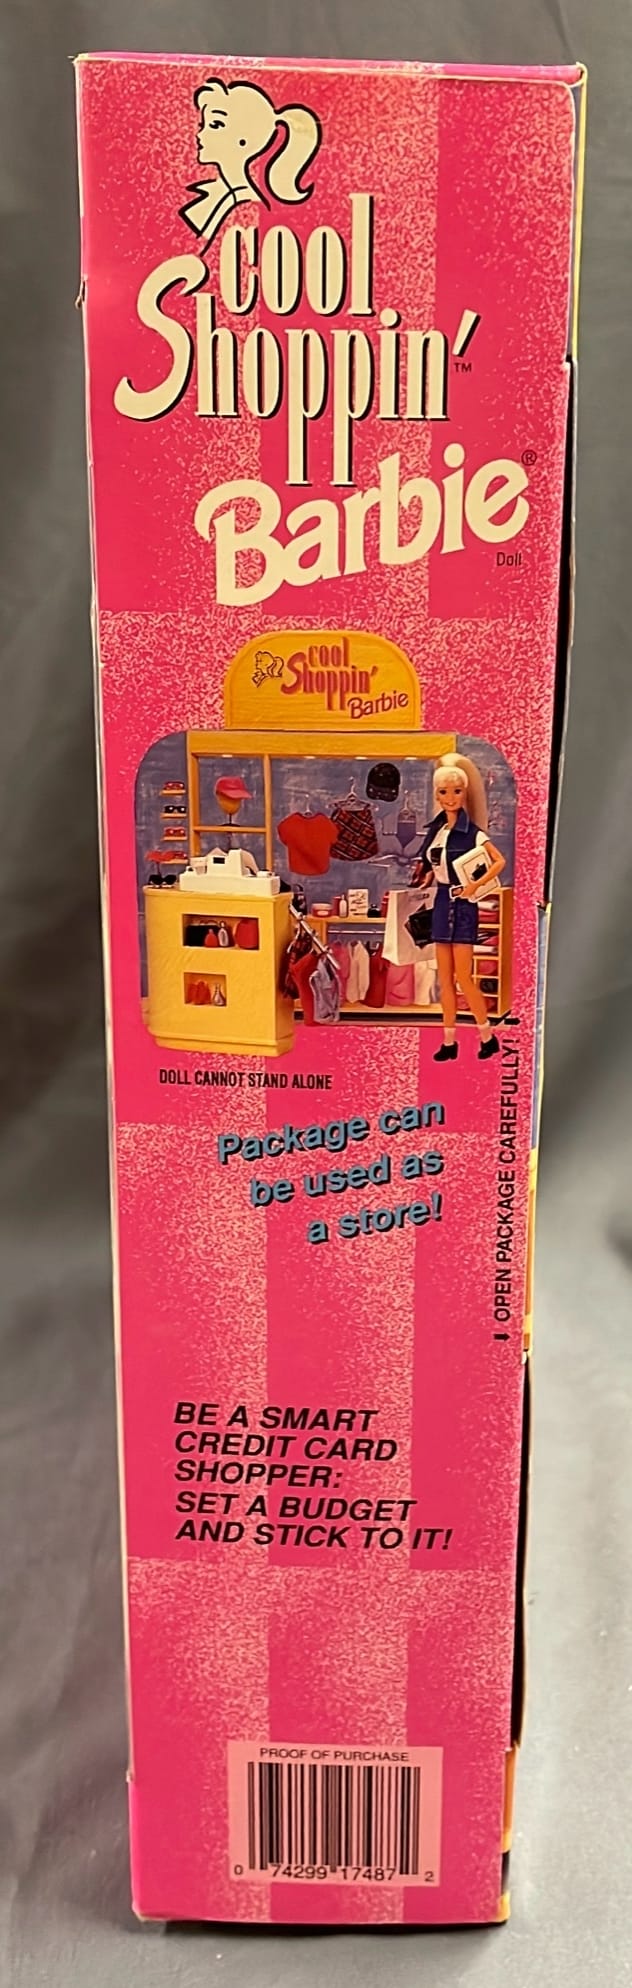 Cool
Shoppin'™
Barbie®
Doll
Cool
Shoppin'
Barbie
DOLL CANNOT STAND ALONE
Package can
be used as
a store!
OPEN PACKAGE CAREFULLY!
BE A SMART
CREDIT CARD
SHOPPER:
SET A BUDGET
AND STICK TO IT!
PROOF OF PURCHASE
0 74299 17487 2